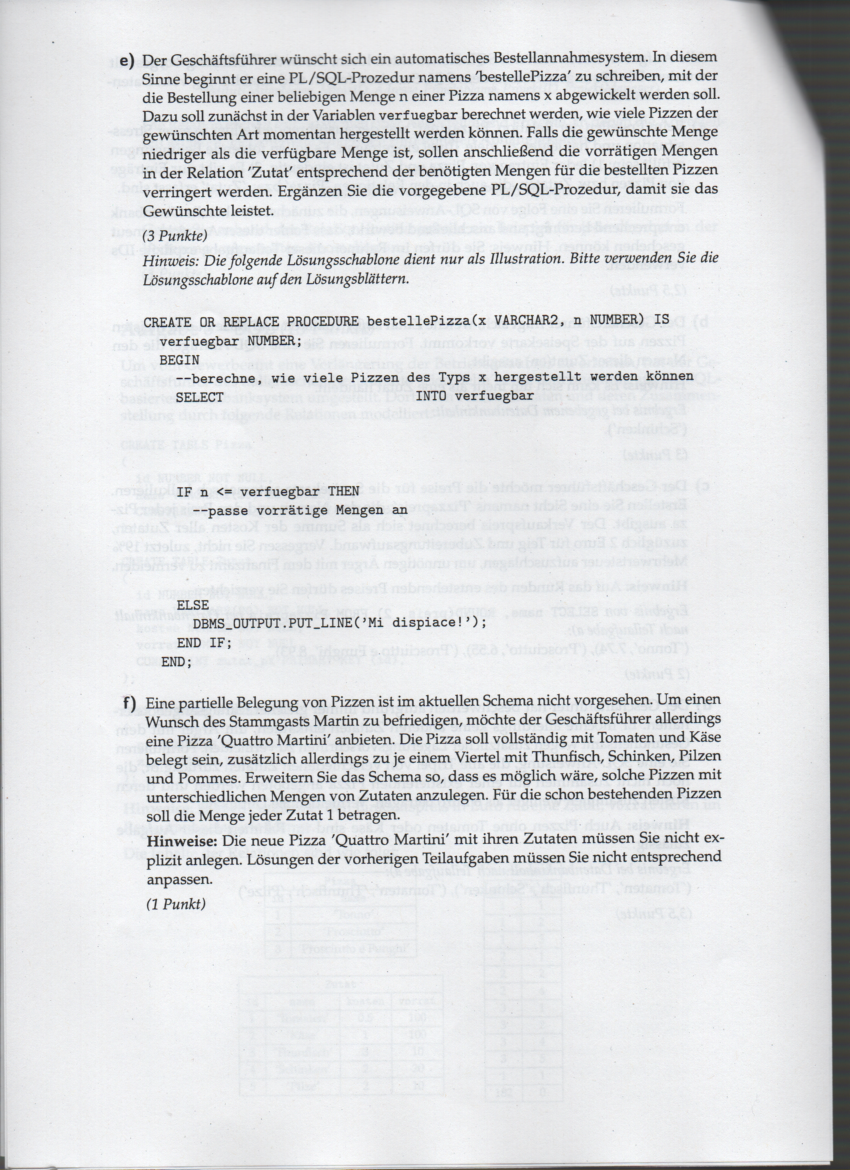 e) Der Geschäftsführer wünscht sich ein automatisches Bestellannahmesystem. In diesem
Sinne beginnt er eine PL/SQL-Prozedur namens 'bestellePizza' zu schreiben, mit der
die Bestellung einer beliebigen Menge n einer Pizza namens x abgewickelt werden soll.
Dazu soll zunächst in der Variablen verfuegbar berechnet werden, wie viele Pizzen der
gewünschten Art momentan hergestellt werden können. Falls die gewünschte Menge
niedriger als die verfügbare Menge ist, sollen anschließend die vorrätigen Mengen
in der Relation 'Zutat' entsprechend der benötigten Mengen für die bestellten Pizzen
verringert werden. Ergänzen Sie die vorgegebene PL/SQL-Prozedur, damit sie das
Gewünschte leistet.
(3 Punkte)
Hinweis: Die folgende Lösungsschablone dient nur als Illustration. Bitte verwenden Sie die
Lösungsschablone auf den Lösungsblättern.
CREATE OR REPLACE PROCEDURE bestellePizza(x VARCHAR2, n NUMBER) IS
verfuegbar NUMBER;
BEGIN
--berechne, wie viele Pizzen des Typs x hergestellt werden können
SELECT INTO verfuegbar
IF n <= verfuegbar THEN
--passe vorrätige Mengen an
ELSE
DBMS_OUTPUT.PUT_LINE('Mi dispiace!');
END IF;
END;
f) Eine partielle Belegung von Pizzen ist im aktuellen Schema nicht vorgesehen. Um einen
Wunsch des Stammgasts Martin zu befriedigen, möchte der Geschäftsführer allerdings
eine Pizza 'Quattro Martini' anbieten. Die Pizza soll vollständig mit Tomaten und Käse
belegt sein, zusätzlich allerdings zu je einem Viertel mit Thunfisch, Schinken, Pilzen
und Pommes. Erweitern Sie das Schema so, dass es möglich wäre, solche Pizzen mit
unterschiedlichen Mengen von Zutaten anzulegen. Für die schon bestehenden Pizzen
soll die Menge jeder Zutat 1 betragen.
Hinweise: Die neue Pizza 'Quattro Martini' mit ihren Zutaten müssen Sie nicht ex-
plizit anlegen. Lösungen der vorherigen Teilaufgaben müssen Sie nicht entsprechend
anpassen.
(1 Punkt)